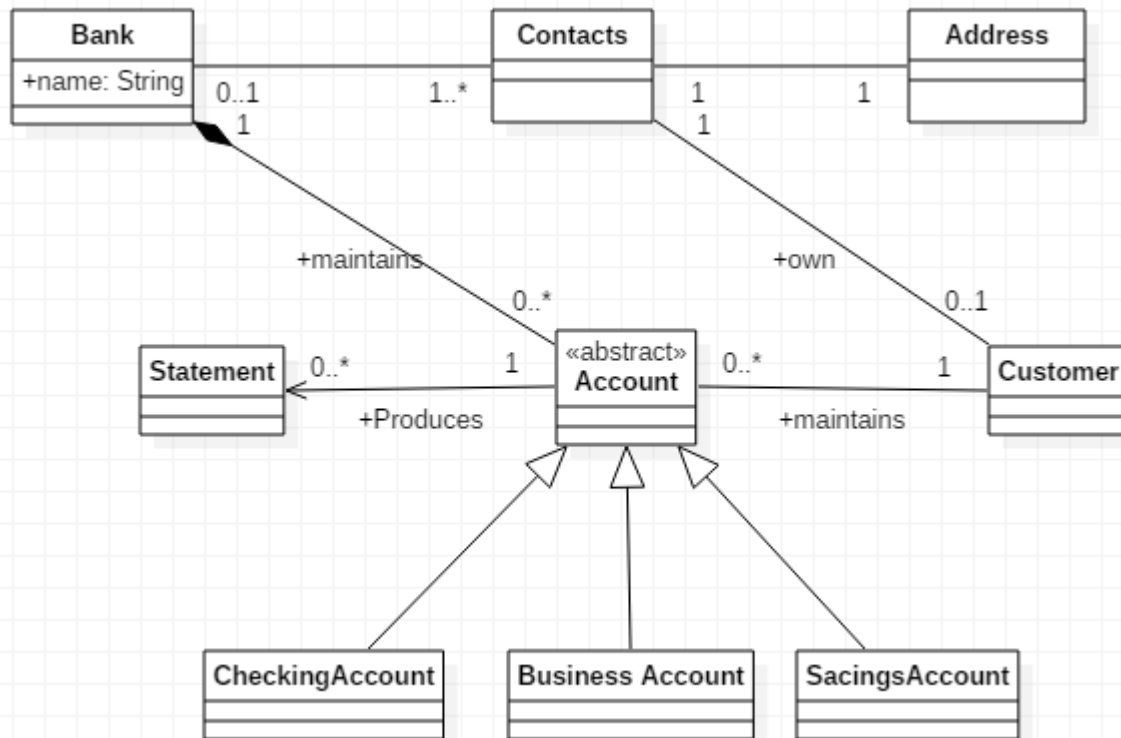 Bank
Contacts
Address
+name: String
0..1
1..*
1
1
1
1
+maintains
+own
0..*
0..1
«abstract»
Account
Statement
0..*
1
0..*
1
Customer
+Produces
+maintains
CheckingAccount
Business Account
SacingsAccount